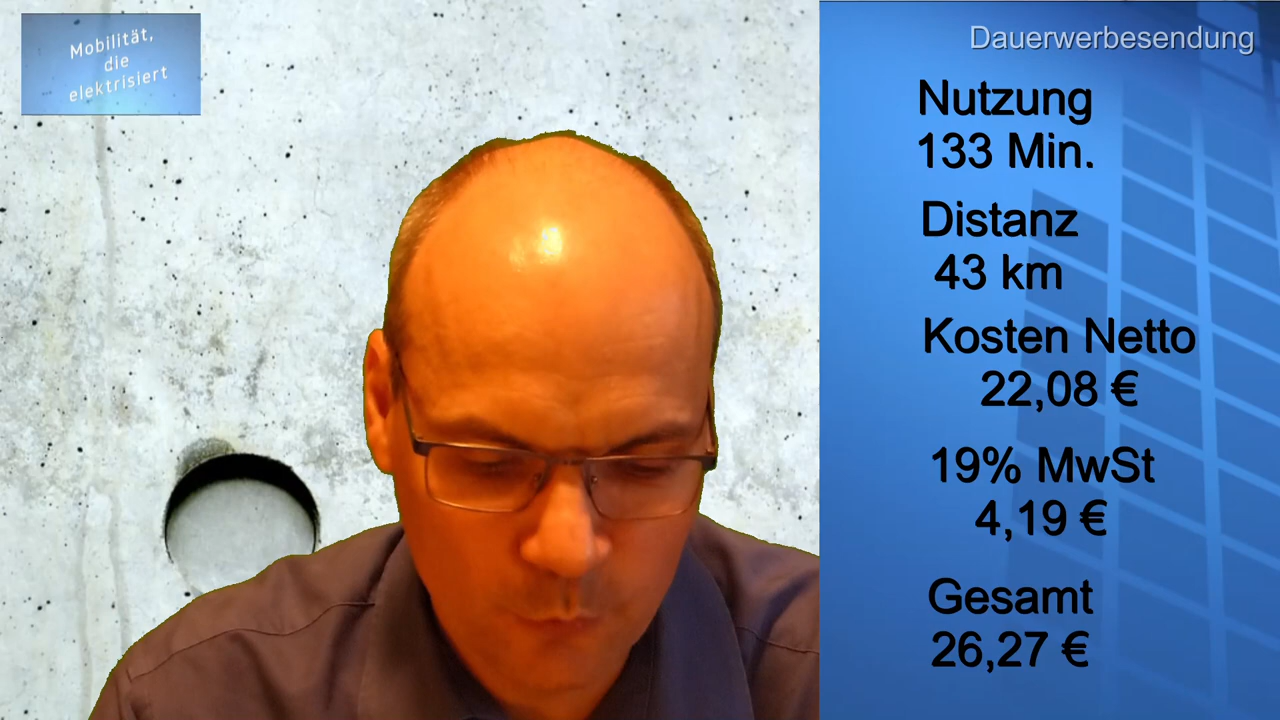 Mobilität,
die
elektrisiert
Dauerwerbesendung
Nutzung
133 Min.
Distanz
43 km
Kosten Netto
22,08 €
19% MwSt
4,19 €
Gesamt
26,27 €